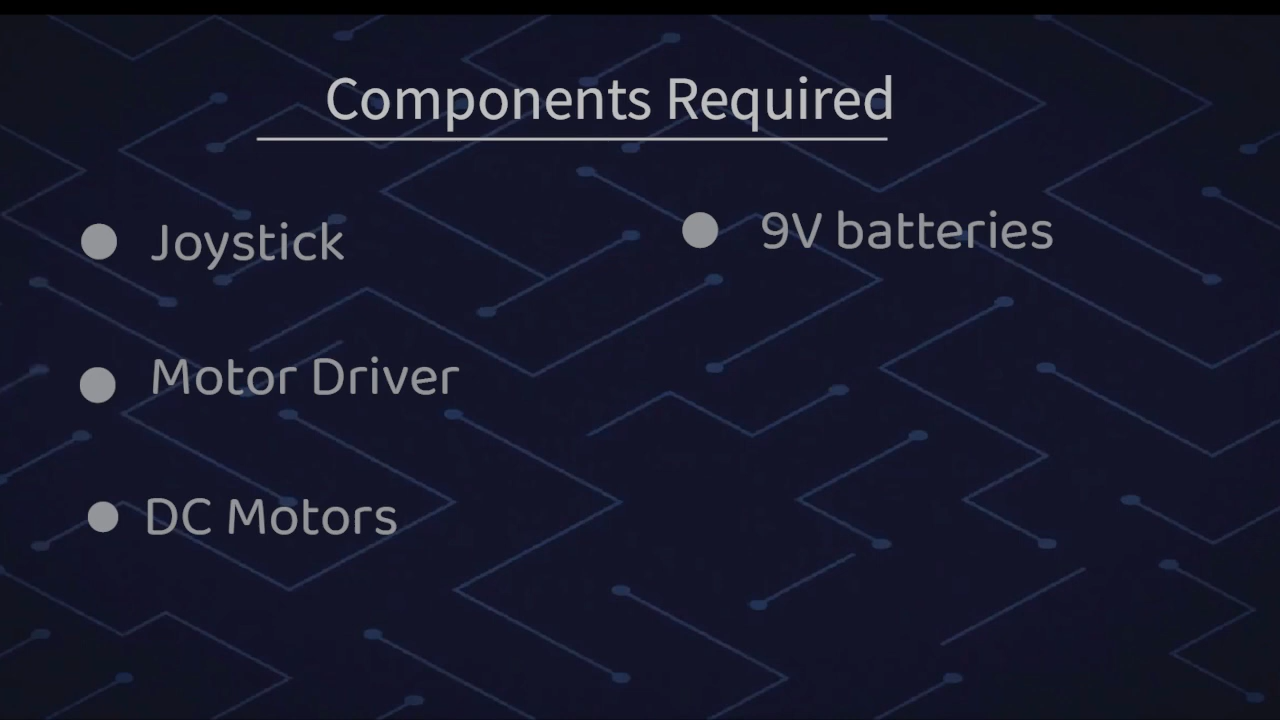 Components Required
Joystick
Motor Driver
DC Motors
9V batteries